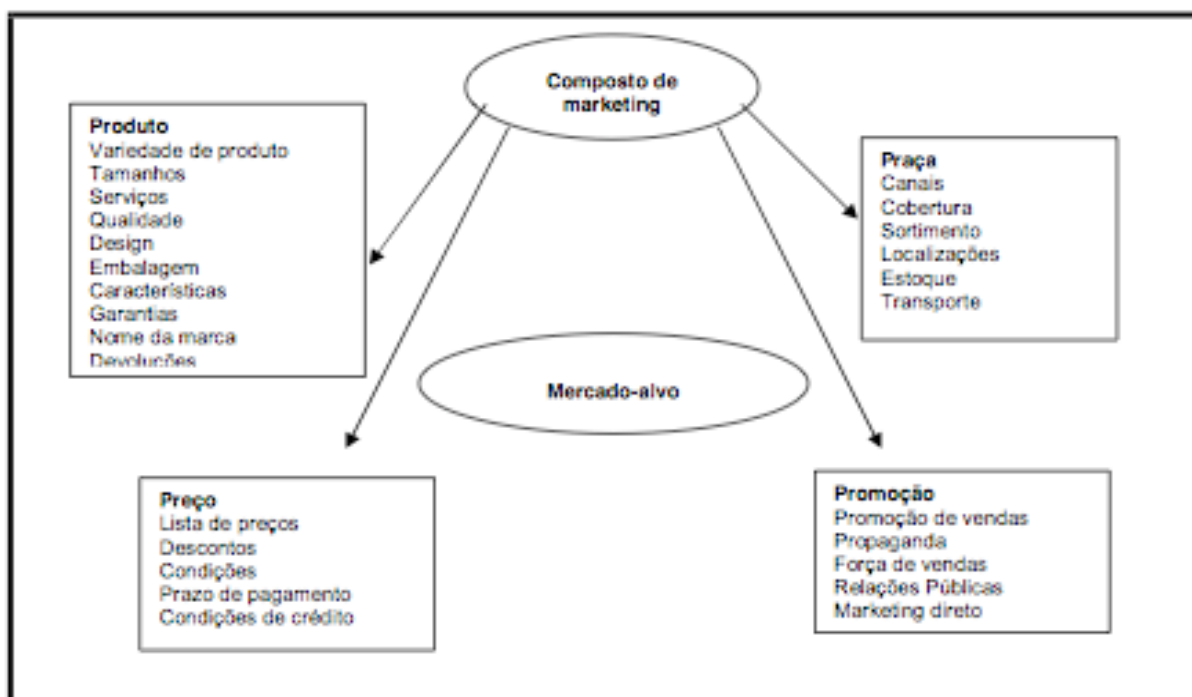 Composto de
marketing
Produto
Variedade de produto
Tamanhos
Serviços
Qualidade
Design
Embalagem
Características
Garantias
Nome da marca
Devoluções
Praça
Canais
Cobertura
Sortimento
Localizações
Estoque
Transporte
Mercado-alvo
Preço
Lista de preços
Descontos
Condições
Prazo de pagamento
Condições de crédito
Promoção
Promoção de vendas
Propaganda
Força de vendas
Relações Públicas
Marketing direto